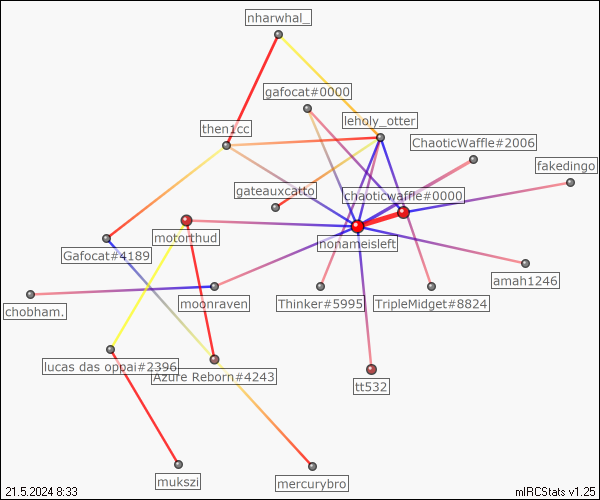 nharwhal_
gafocat#0000
leholy_otter
then1cc
ChaoticWaffle#2006
fakedingo
gateauxcatto
chaoticwaffle#0000
motorthud
nonameisleft
Gafocat#4189
amah1246
chobham.
moonraven
Thinker#5995
TripleMidget#8824
lucas das oppai#2396
Azure Reborn#4243
tt532
mukszi
mercurybro
21.5.2024 8:33
mIRCStats v1.25